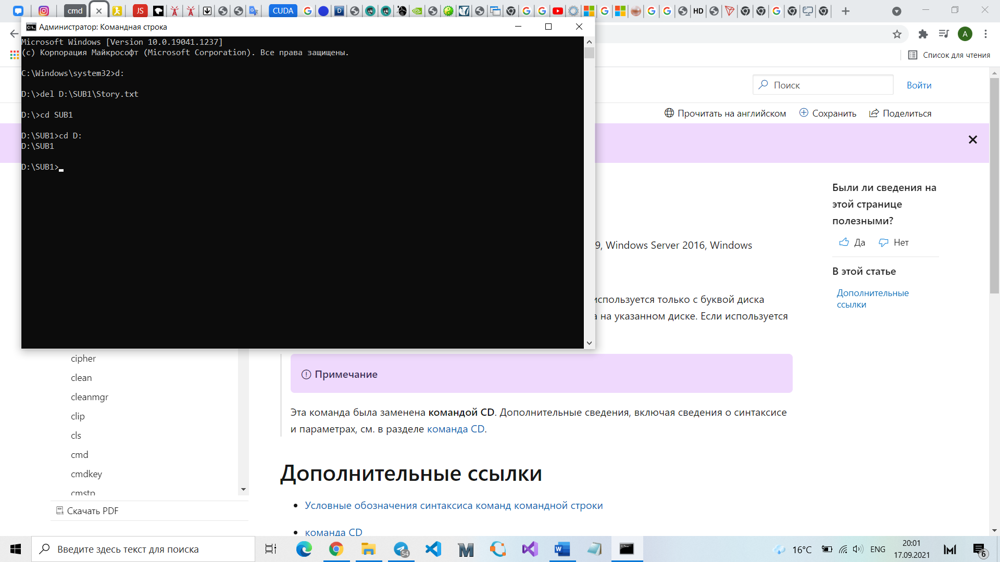 cmd
JS
CUDA
HD
Администратор: Командная строка
Microsoft Windows [Version 10.0.19041.1237]
(c) Корпорация Майкрософт (Microsoft Corporation). Все права защищены.
C:\Windows\system32>d:
D:\>del D:\SUB1\Story.txt
D:\>cd SUB1
D:\SUB1>cd D:
D:\SUB1
D:\SUB1>
A
Список для чтения
Поиск
Войти
Прочитать на английском
Сохранить
Поделиться
9, Windows Server 2016, Windows
используется только с буквой диска
а на указанном диске. Если используется
Были ли сведения на
этой странице
полезными?
Да
Нет
В этой статье
Дополнительные
ссылки
cipher
clean
cleanmgr
clip
cls
cmd
cmdkey
cmstp
Скачать PDF
Примечание
Эта команда была заменена командой CD. Дополнительные сведения, включая сведения о синтаксисе
и параметрах, см. в разделе команда CD.
Дополнительные ссылки
Условные обозначения синтаксиса команд командной строки
команда CD
Введите здесь текст для поиска
54
16°C
ENG
20:01
17.09.2021
6